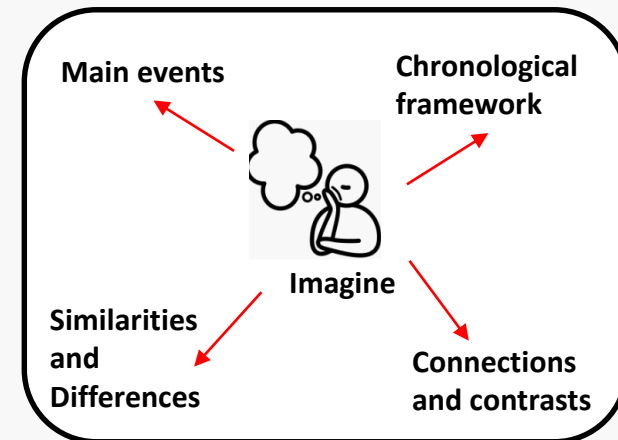 Main events
Chronological
framework
Imagine
Similarities
and
Differences
Connections
and contrasts